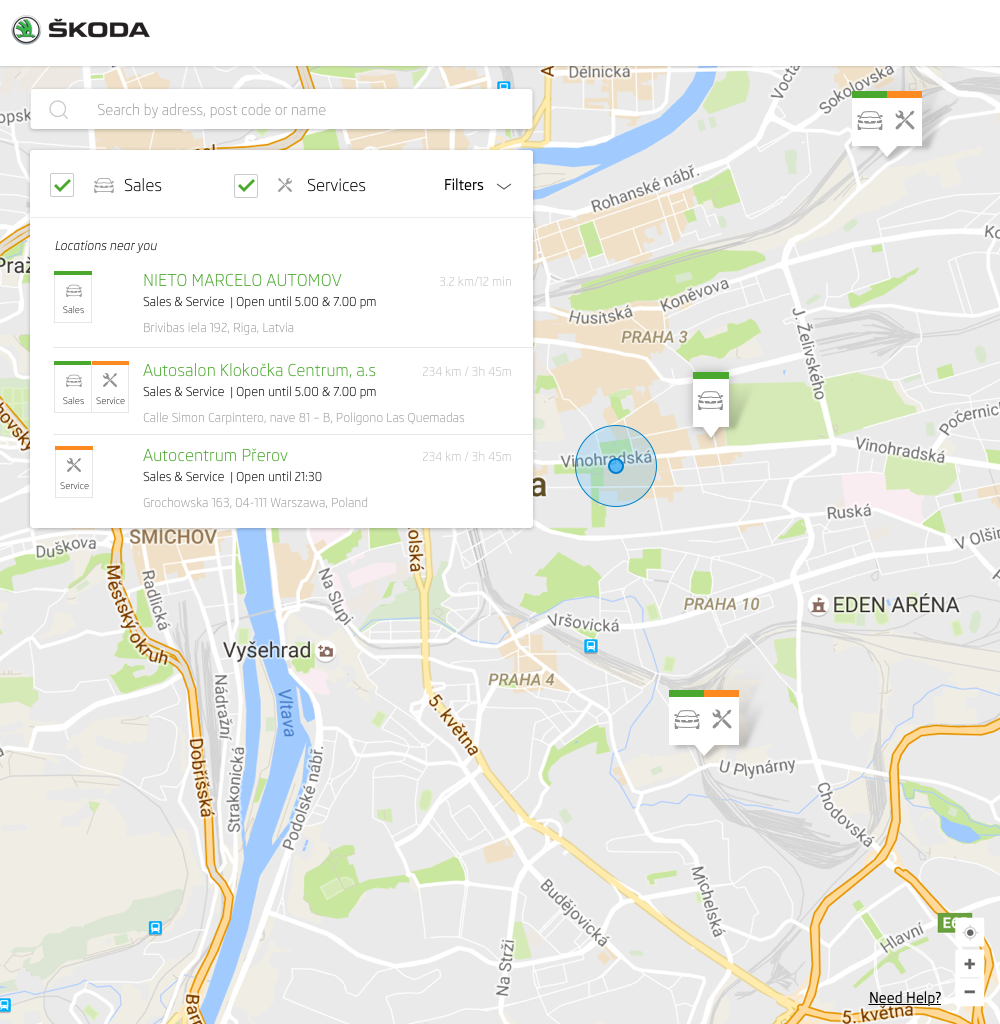 ŠKODA
Dělnická
Sokolovská
Search by adress, post code or name
Sales
Services
Filters
Rohanské nábř.
Locations near you
NIETO MARCELO AUTOMOV
3.2 km/12 min
Sales & Service | Open until 5.00 & 7.00 pm
Sales
Brivibas iela 192, Riga, Latvia
Koněvova
Husitská
PRAHA 3
J. Želivského
Autosalon Klokočka Centrum, a.s
234 km / 3h 45m
Sales & Service | Open until 5.00 & 7.00 pm
Sales
Service
Calle Simon Carpintero, nave 81 – B, Poligono Las Quemadas
Autocentrum Přerov
234 km / 3h 45m
Sales & Service | Open until 21:30
Service
Grochowska 163, 04-111 Warszawa, Poland
Vinohradská
Vinohradská
Ruská
SMICHOV
Duškova
Městský okruh
Radlická
Na Slupi
PRAHA 10
EDEN ARÉNA
Vršovická
Vyšehrad
PRAHA 4
Nádražní
Vltava
5. května
Dobříšská
Strakonická
Podolské nábř.
U Plynárny
Chodovská
Budějovická
Michelská
Na Strži
Hlavní
Need Help?
5. května